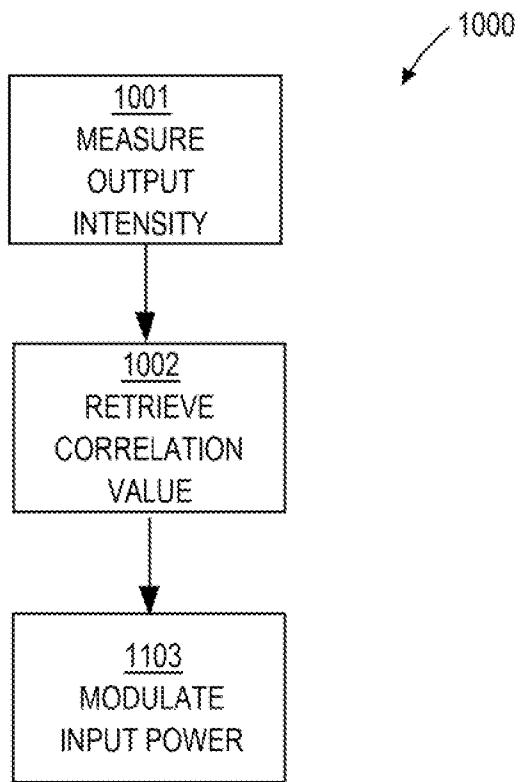 1000
1001
MEASURE
OUTPUT
INTENSITY
1002
RETRIEVE
CORRELATION
VALUE
1103
MODULATE
INPUT POWER